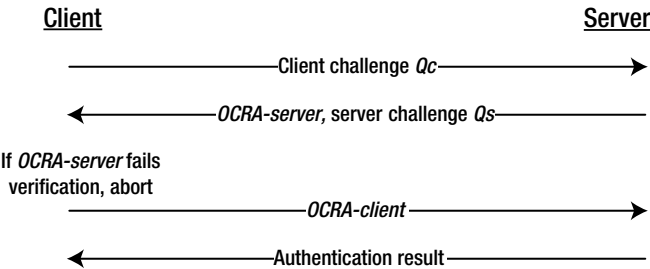 Client
Server
Client challenge Qc
OCRA-server, server challenge Qs
If OCRA-server fails
verification, abort
OCRA-client
Authentication result